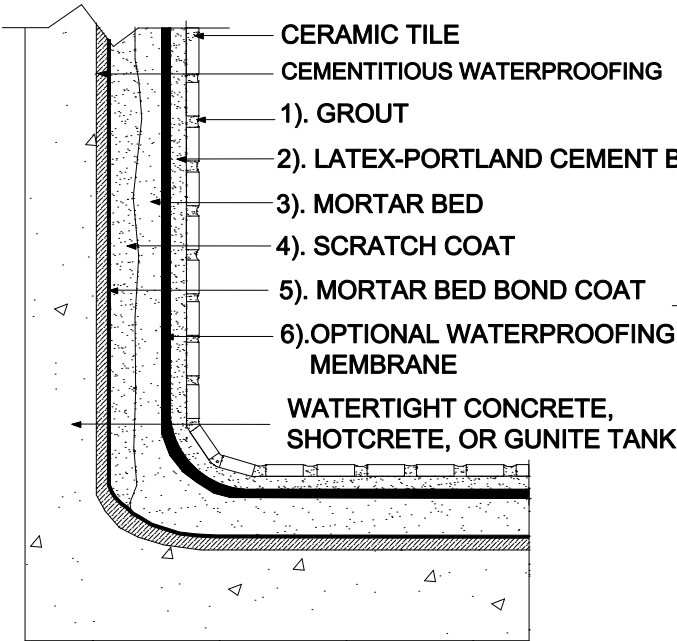 CERAMIC TILE
CEMENTITIOUS WATERPROOFING
1). GROUT
2). LATEX-PORTLAND CEMENT
3). MORTAR BED
4). SCRATCH COAT
5). MORTAR BED BOND COAT
6).OPTIONAL WATERPROOFING
MEMBRANE
WATERTIGHT CONCRETE,
SHOTCRETE, OR GUNITE TANK